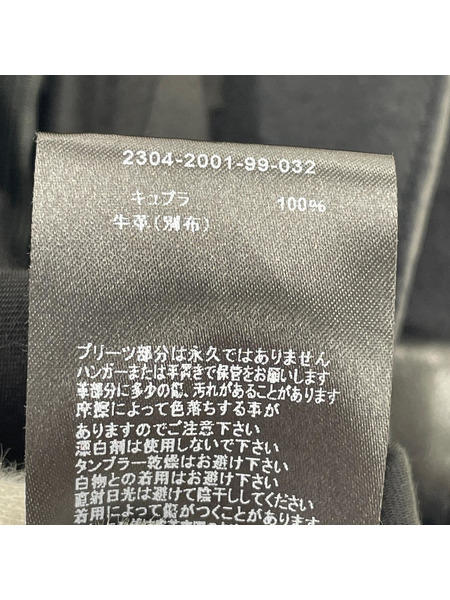 2304-2001-99-032
キュプラ 100%
牛革(別布)
プリーツ部分は永久ではありません
ハンガーまたは平置きで保管をお願いします
革部分に多少の傷、汚れがあることがあります
摩擦によって色落ちする事が
ありますのでご注意下さい
漂白剤は使用しないで下さい
タンブラー乾燥はお避け下さい
白物との着用はお避け下さい
直射日光は避けて陰干ししてください
着用によって傷がつくことがあります